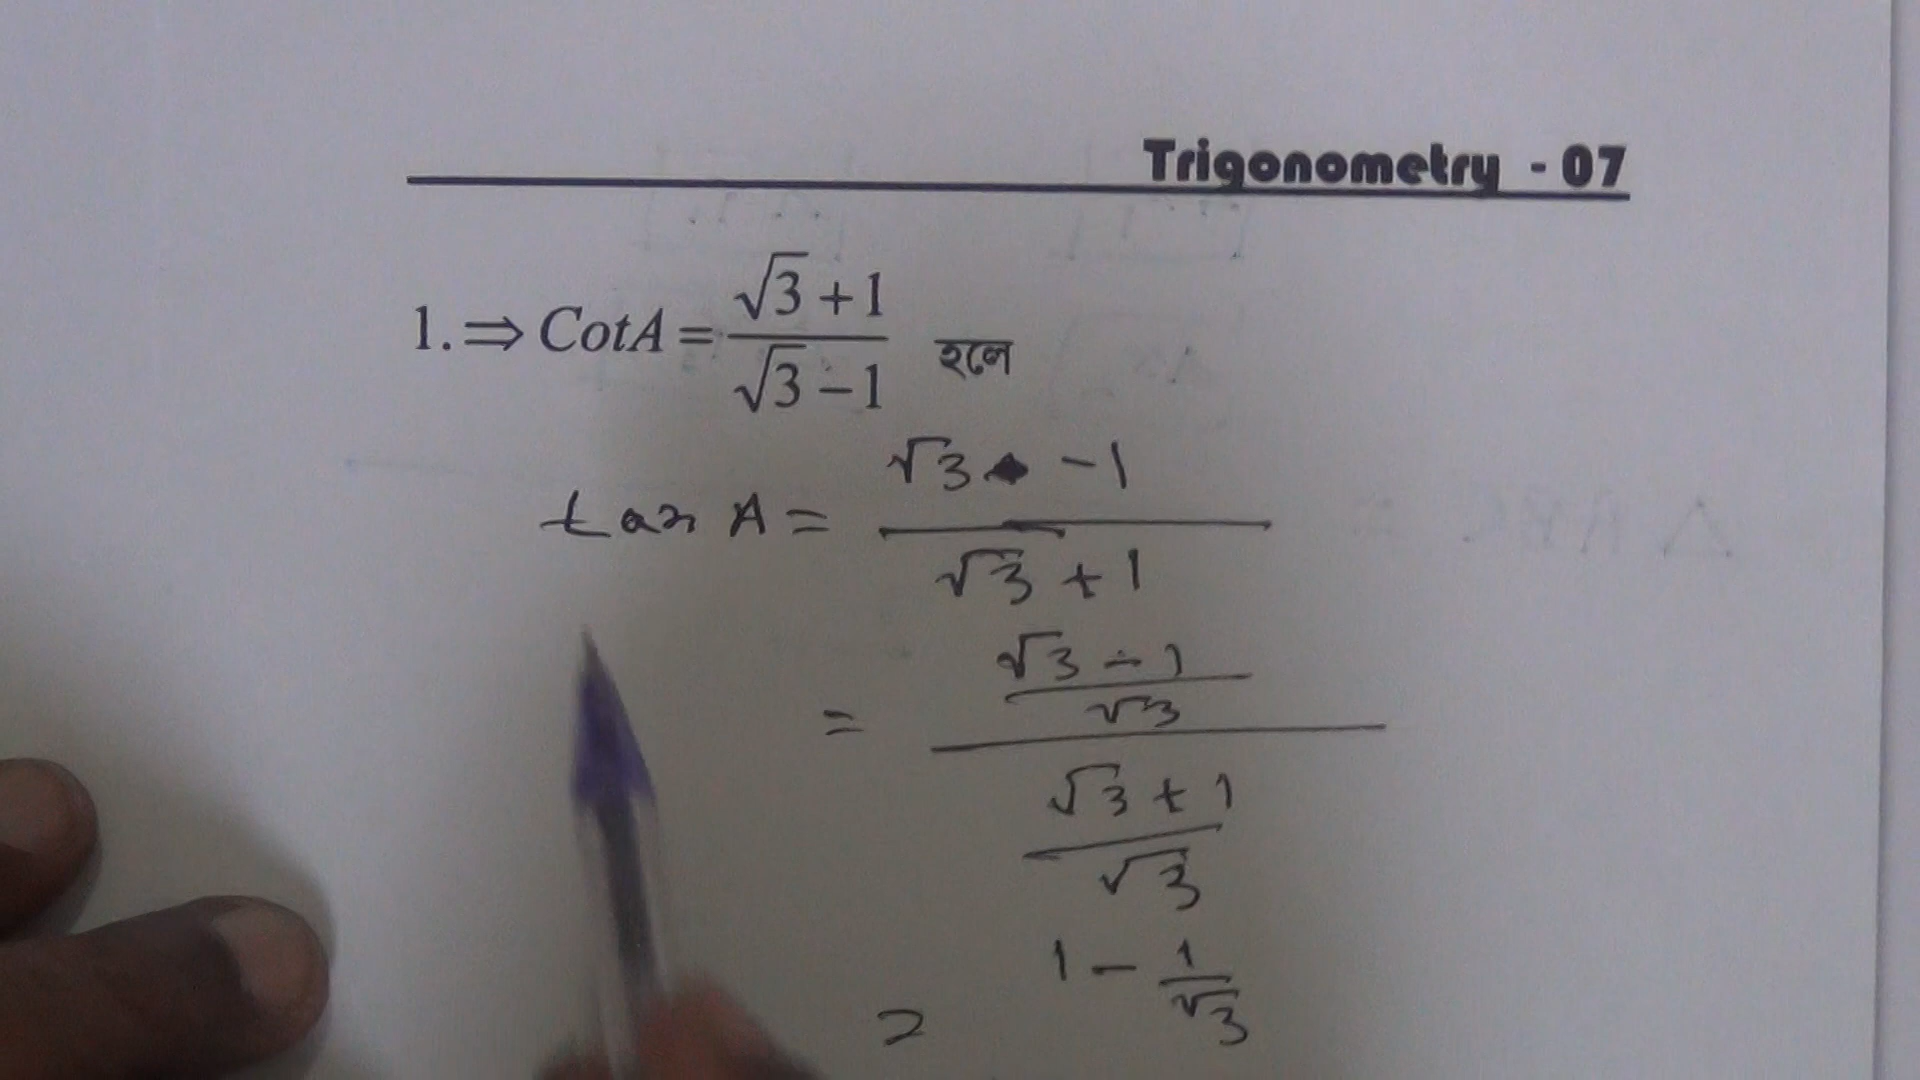 Trigonometry - 07
1.⇒ CotA = (√3 + 1)/(√3 − 1) হলে
tan A = (√3 - 1)/(√3 + 1)
= ((√3 - 1)/√3)/((√3 + 1)/√3)
= 1 - 1/√3